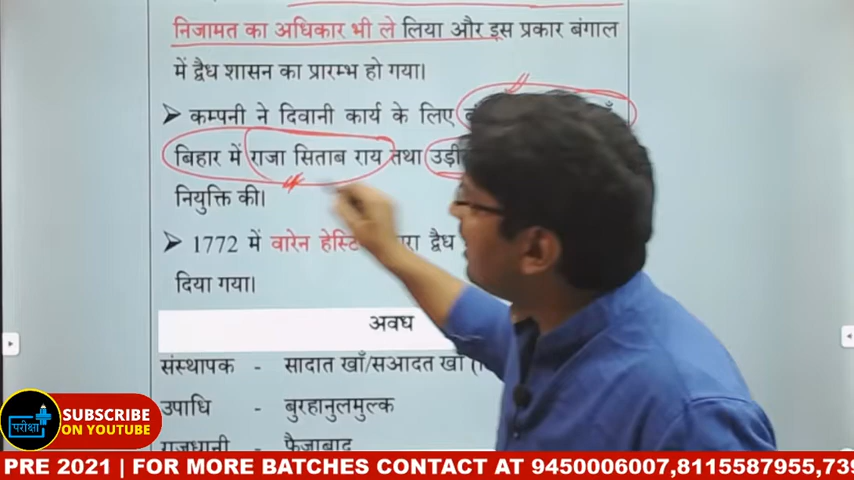 निजामत का अधिकार भी ले लिया और इस प्रकार बंगाल
में द्वैध शासन का प्रारम्भ हो गया।
➤ कम्पनी ने दिवानी कार्य के लिए
बिहार में राजा सिताब राय तथा
नियुक्ति की।
➤ 1772 में वारेन द्वैध
दिया गया।
अवध
संस्थापक - सादात खाँ/सआदत खाँ
उपाधि - बुरहानुलमुल्क
राजधानी - फैजाबाद
परीक्षा
SUBSCRIBE
ON YOUTUBE
PRE 2021 | FOR MORE BATCHES CONTACT AT 9450006007,8115587955,739